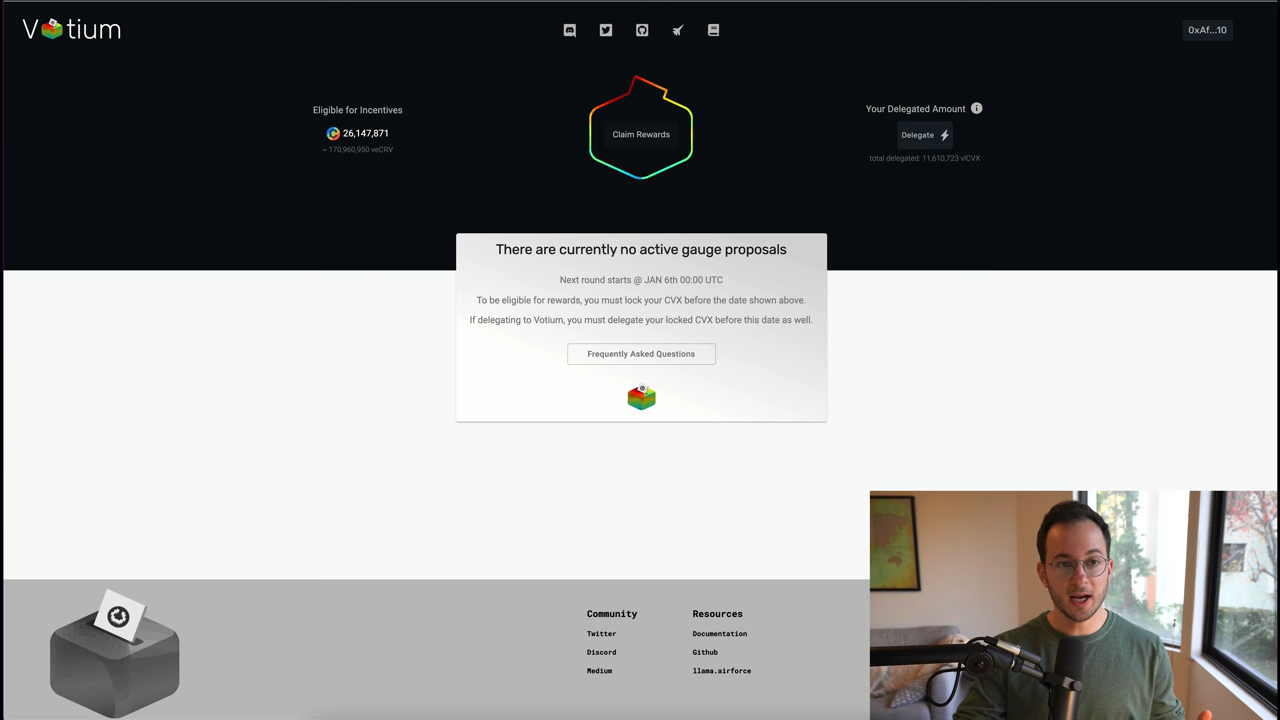 Votium
0xAf...10
Eligible for Incentives
26,147,871
≈ 170,960,950 veCRV
Claim Rewards
Your Delegated Amount
Delegate
total delegated: 11,610,723 vlCVX
There are currently no active gauge proposals
Next round starts @ JAN 6th 00:00 UTC
To be eligible for rewards, you must lock your CVX before the date shown above.
If delegating to Votium, you must delegate your locked CVX before this date as well.
Frequently Asked Questions
Community
Twitter
Discord
Medium
Resources
Documentation
Github
llama.airforce